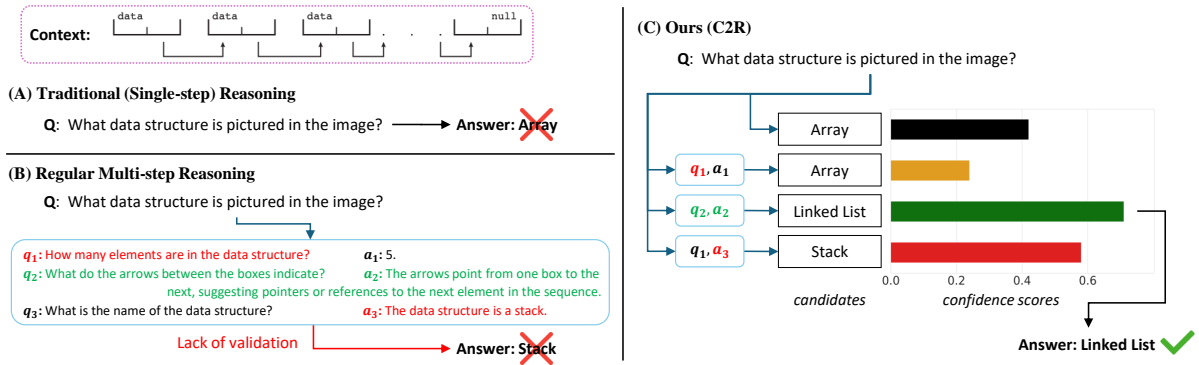 Context:
data data data null
. . .
(A) Traditional (Single-step) Reasoning
Q: What data structure is pictured in the image? Answer: Array
(B) Regular Multi-step Reasoning
Q: What data structure is pictured in the image?
q1: How many elements are in the data structure? a1: 5.
q2: What do the arrows between the boxes indicate? a2: The arrows point from one box to the
next, suggesting pointers or references to the next element in the sequence.
q3: What is the name of the data structure? a3: The data structure is a stack.
Lack of validation
Answer: Stack
(C) Ours (C2R)
Q: What data structure is pictured in the image?
Array
q1, a1 Array
q2, a2 Linked List
q1, a3 Stack
0.0 0.2 0.4 0.6
candidates confidence scores
Answer: Linked List